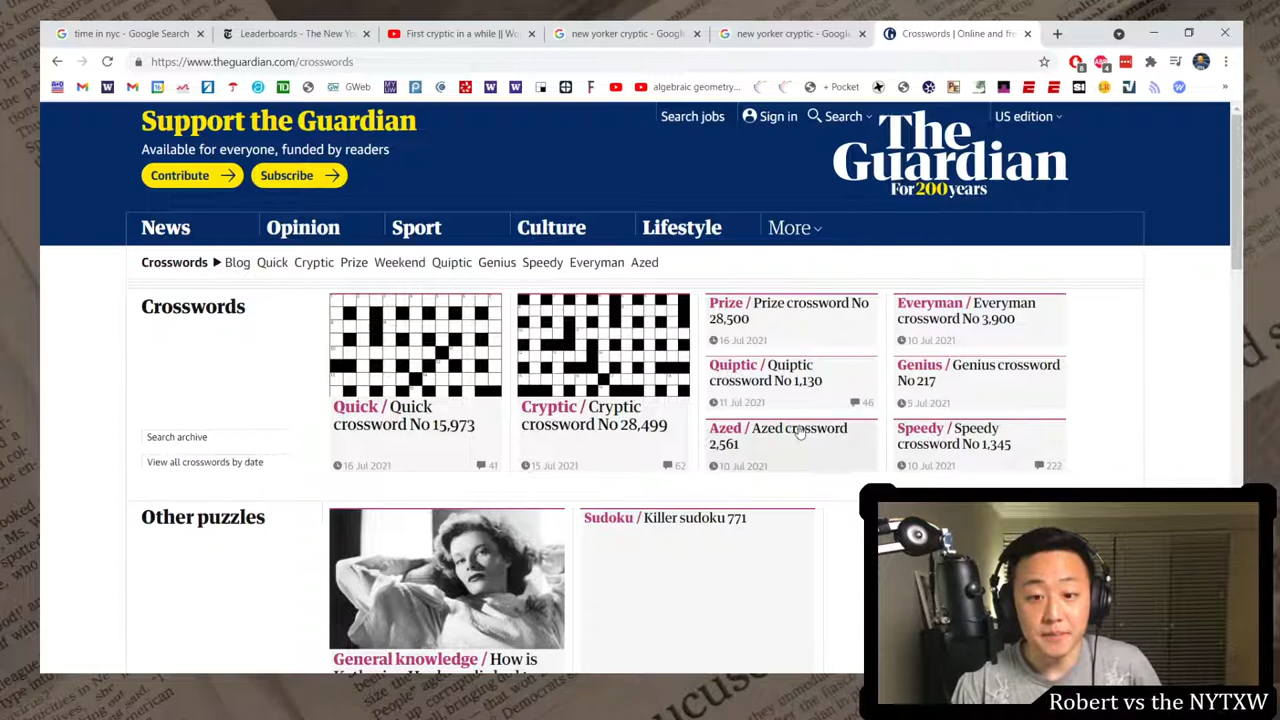 time in nyc - Google Search
Leaderboards - The New Yo
First cryptic in a while || Wo
new yorker cryptic - Google
new yorker cryptic - Google
Crosswords | Online and fre
https://www.theguardian.com/crosswords
GWeb
algebraic geometry...
+ Pocket
Support the Guardian
Available for everyone, funded by readers
Contribute
Subscribe
Search jobs
Sign in
Search
US edition
The
Guardian
For 200 years
News
Opinion
Sport
Culture
Lifestyle
More
Crosswords Blog Quick Cryptic Prize Weekend Quiptic Genius Speedy Everyman Azed
Crosswords
Search archive
View all crosswords by date
Quick / Quick
crossword No 15,973
16 Jul 2021 41
Cryptic / Cryptic
crossword No 28,499
15 Jul 2021 62
Prize / Prize crossword No
28,500
16 Jul 2021
Quiptic / Quiptic
crossword No 1,130
11 Jul 2021 46
Azed / Azed crossword
2,561
10 Jul 2021
Everyman / Everyman
crossword No 3,900
10 Jul 2021
Genius / Genius crossword
No 217
5 Jul 2021
Speedy / Speedy
crossword No 1,345
10 Jul 2021 222
Other puzzles
General knowledge / How is
Sudoku / Killer sudoku 771
Robert vs the NYTXW